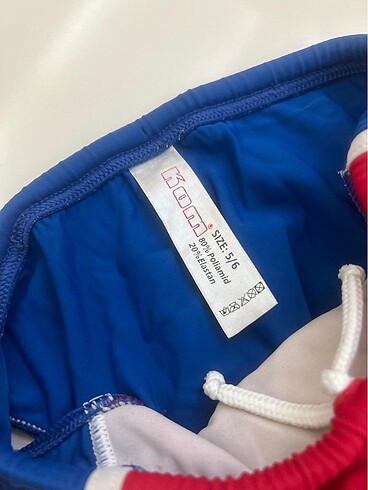 KOM®
SIZE: 5/6
80% Poliamid
20%Elastan